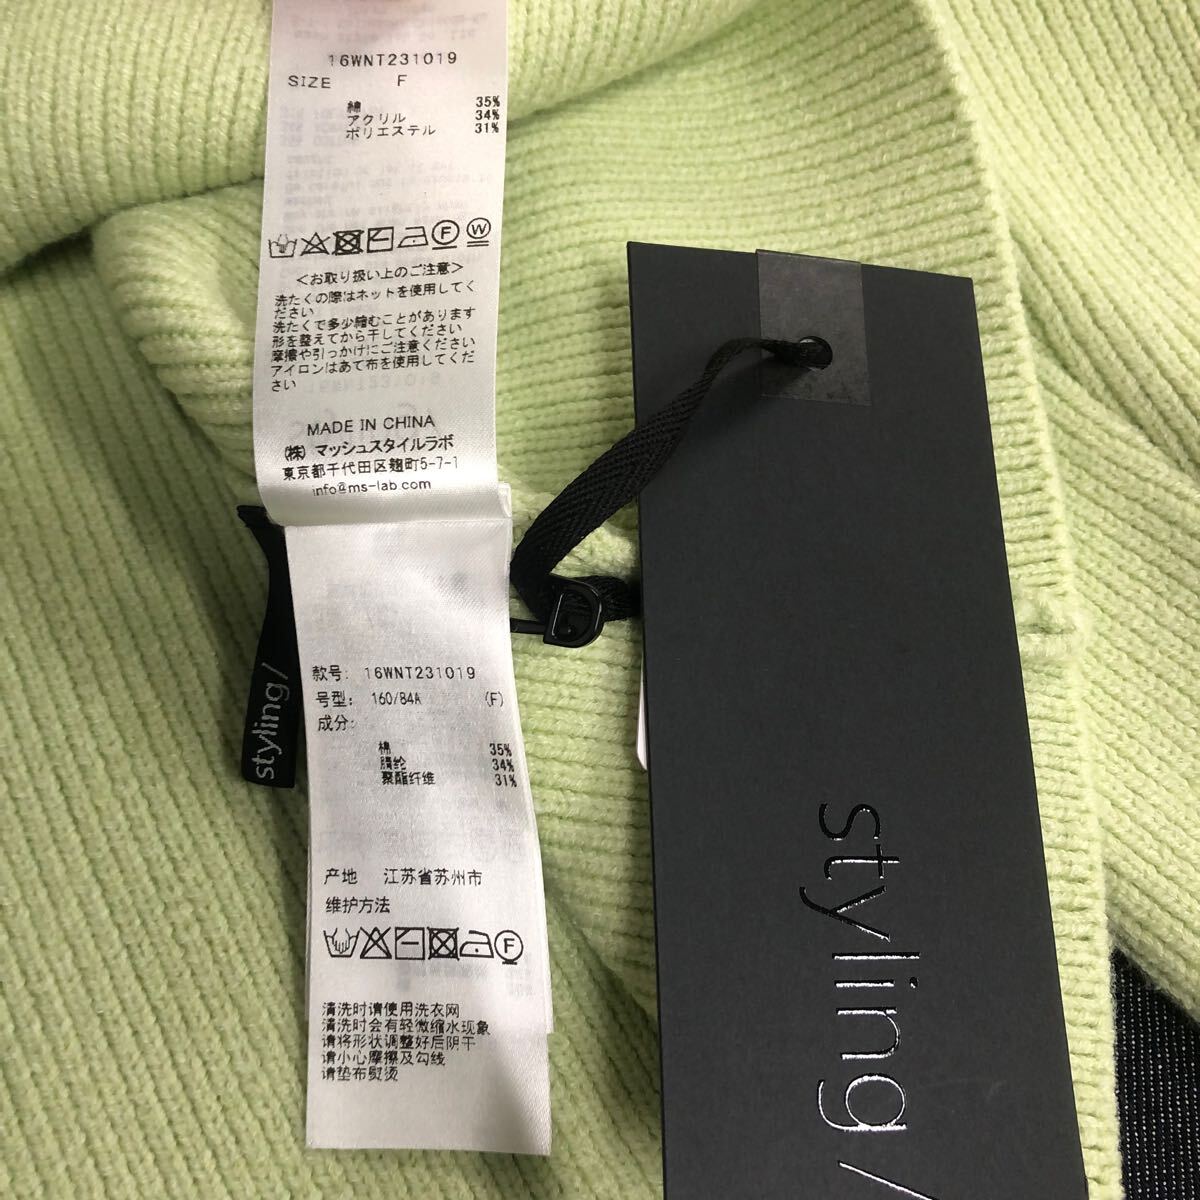 16WNT231019
SIZE F
綿 35%
アクリル 34%
ポリエステル 31%
F W
<お取り扱い上のご注意>
洗たくの際はネットを使用してく
ださい
洗たくで多少縮むことがあります
形を整えてから干してください
摩擦や引っかけにご注意ください
アイロンはあて布を使用してくだ
さい
MADE IN CHINA
(株) マッシュスタイルラボ
東京都千代田区麹町5-7-1
info@ms-lab.com
款号: 16WNT231019
号型: 160/84A (F)
成分:
棉 35%
腈纶 34%
聚酯纤维 31%
产地 江苏省苏州市
维护方法
F
清洗时请使用洗衣网
清洗时会有轻微缩水现象
请将形状调整好后阴干
请小心摩擦及勾线
请垫布熨烫
styling/
styling/